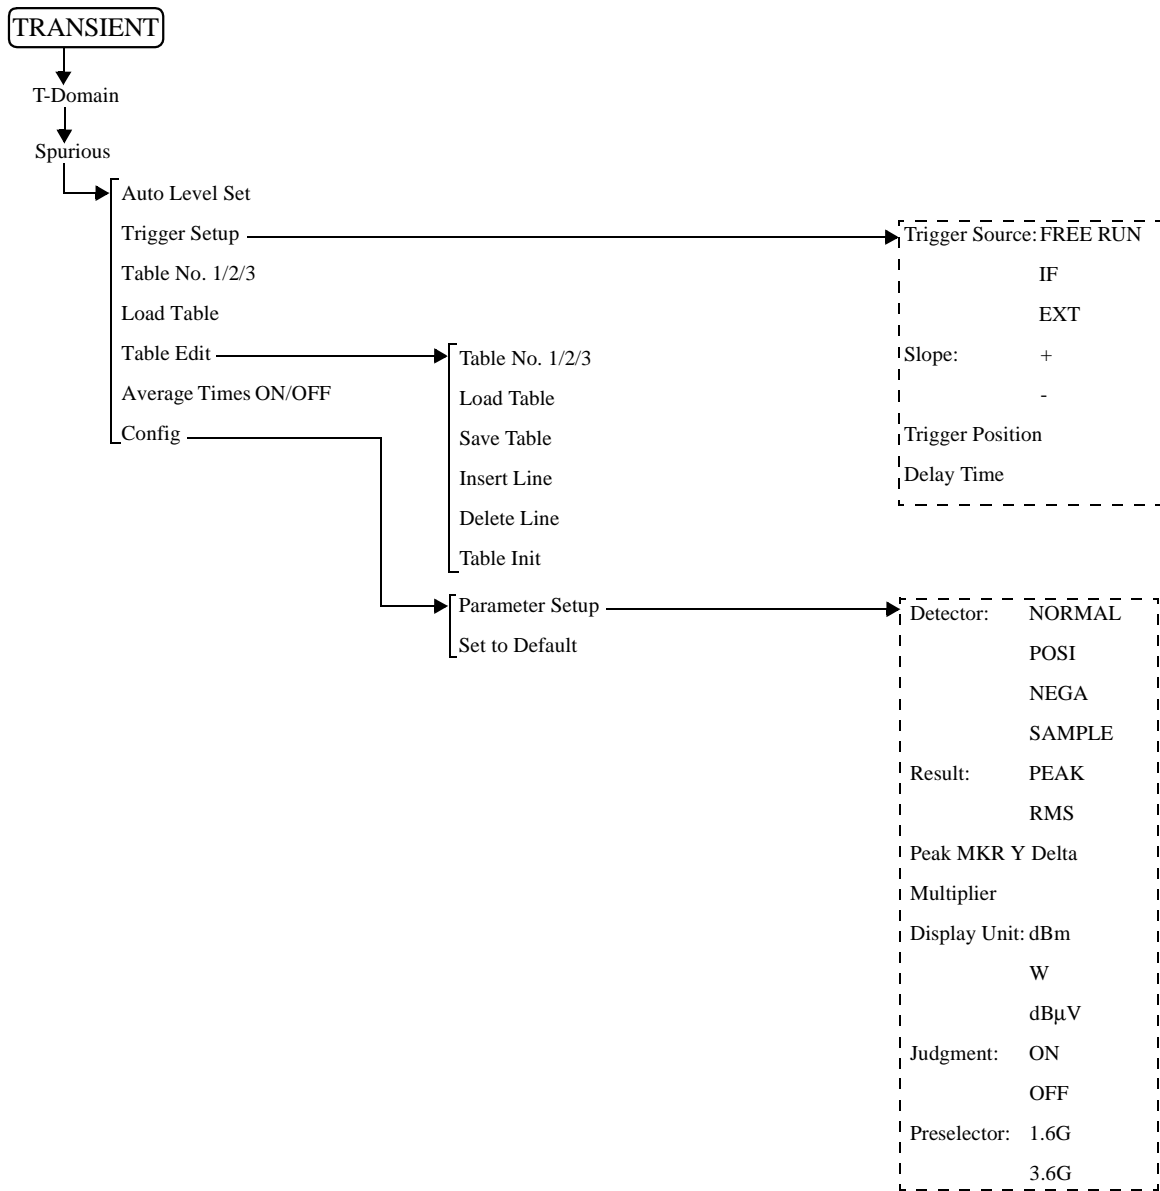 TRANSIENT
T-Domain
Spurious
Auto Level Set
Trigger Setup
Table No. 1/2/3
Load Table
Table Edit
Average Times ON/OFF
Config
Table No. 1/2/3
Load Table
Save Table
Insert Line
Delete Line
Table Init
Parameter Setup
Set to Default
Trigger Source: FREE RUN
IF
EXT
Slope: +
-
Trigger Position
Delay Time
Detector: NORMAL
POSI
NEGA
SAMPLE
Result: PEAK
RMS
Peak MKR Y Delta
Multiplier
Display Unit: dBm
W
dBµV
Judgment: ON
OFF
Preselector: 1.6G
3.6G